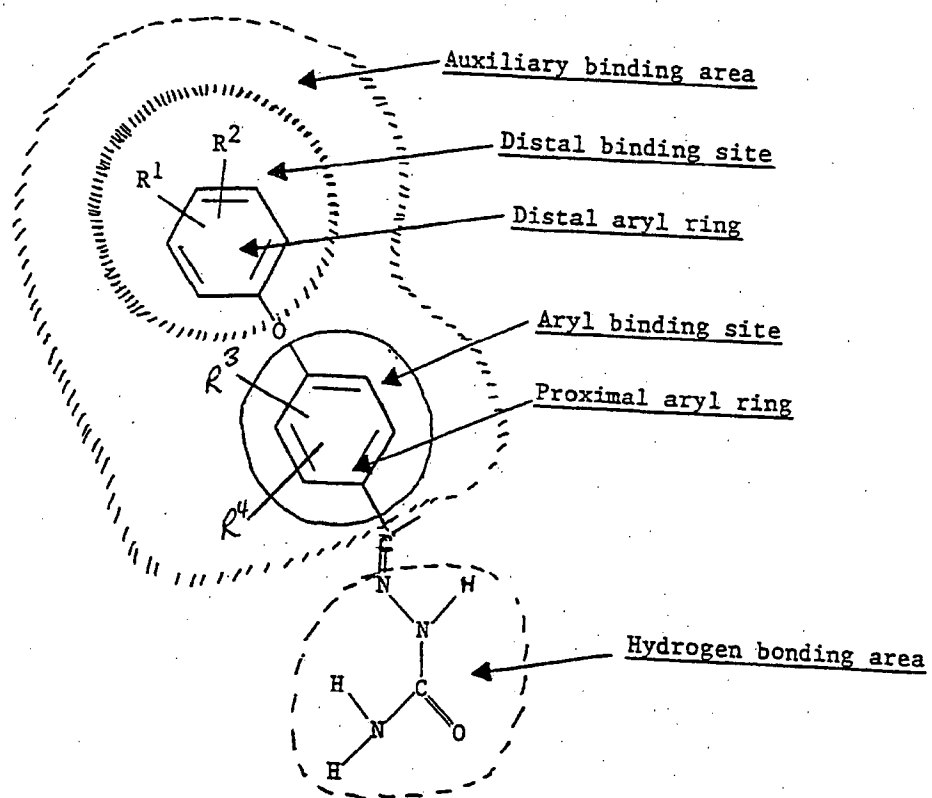 Auxiliary binding area
R²
Distal binding site
R¹
Distal aryl ring
O
Aryl binding site
R³
Proximal aryl ring
R⁴
N
H
N
Hydrogen bonding area
H
C
N
O
H